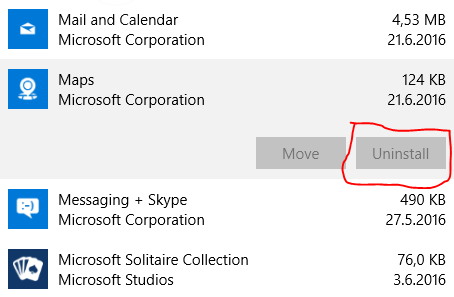 Mail and Calendar 4,53 MB
Microsoft Corporation 21.6.2016
Maps 124 KB
Microsoft Corporation 21.6.2016
Move Uninstall
Messaging + Skype 490 KB
Microsoft Corporation 27.5.2016
Microsoft Solitaire Collection 76,0 KB
Microsoft Studios 3.6.2016